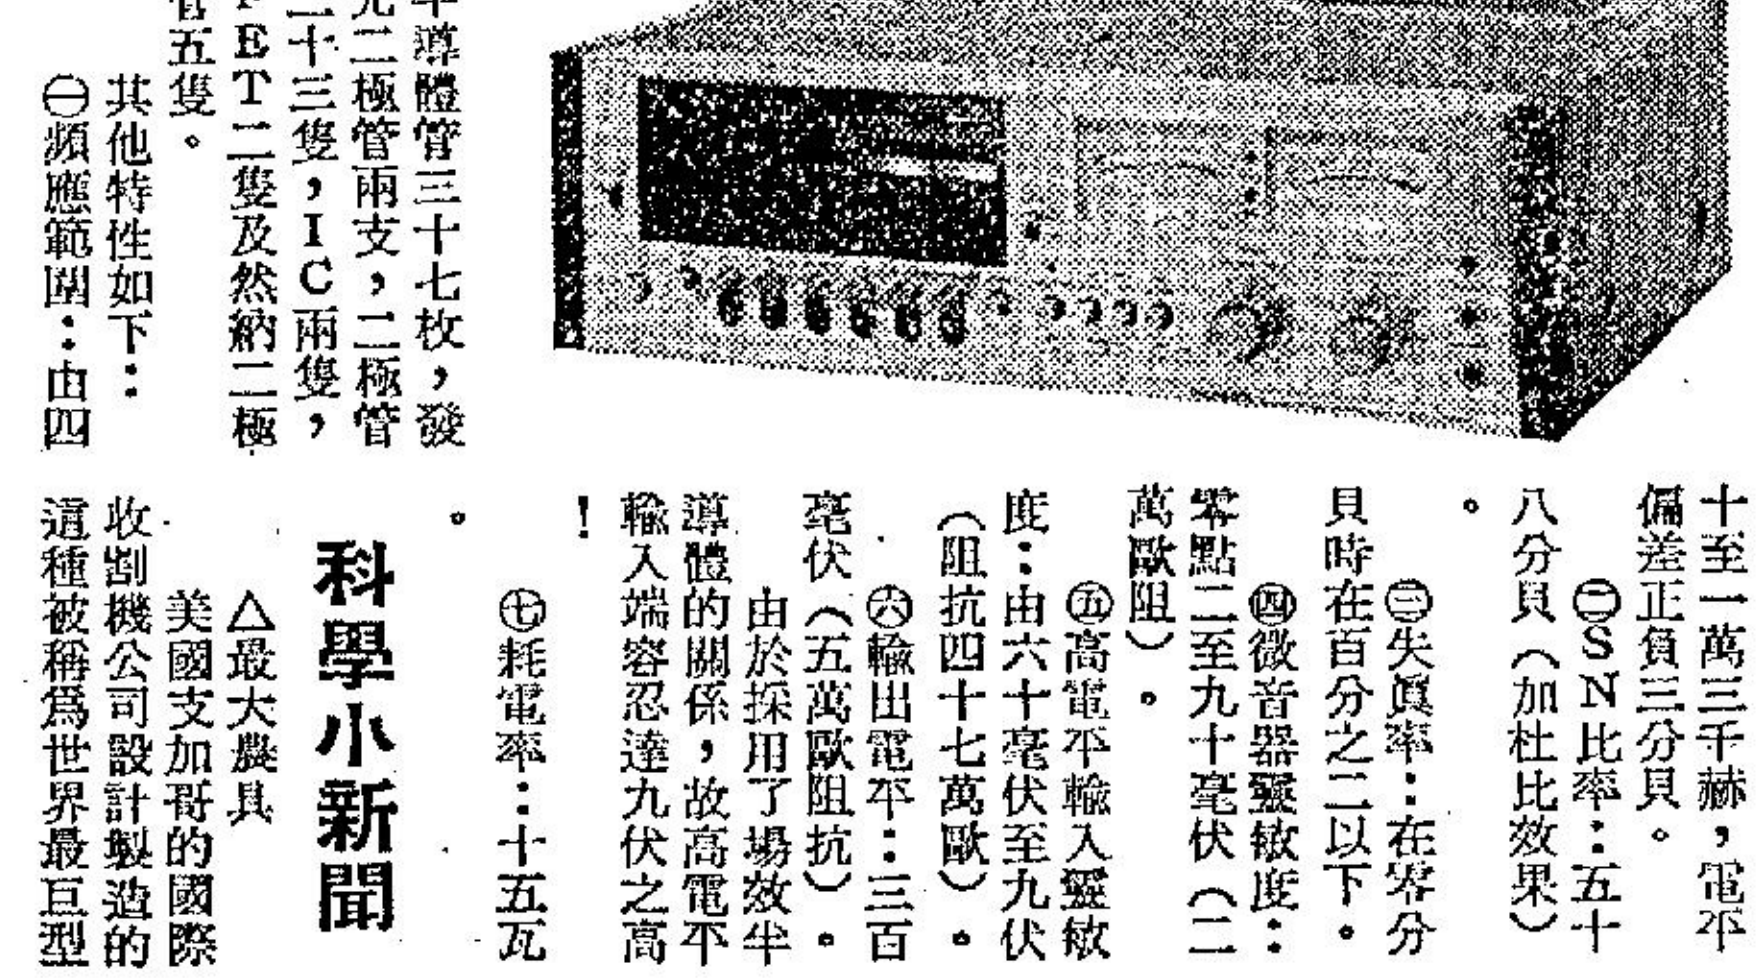 半導體管三十七枚，發
光二極管兩支，二極管
二十三隻，IC兩隻，
FET二隻及然納二極
管五隻。
其他特性如下：
㊀頻應範圍：由四
十至一萬三千赫，電平
偏差正負三分貝。
㊁SN比率：五十
八分貝（加杜比效果）
。
㊂失眞率：在零分
貝時在百分之二以下。
㊃微音器靈敏度：
零點二至九十毫伏（二
萬歐阻）。
㊄高電平輸入靈敏
度：由六十毫伏至九伏
（阻抗四十七萬歐）。
㊅輸出電平：三百
毫伏（五萬歐阻抗）。
由於採用了場效半
導體的關係，故高電平
輸入端容忍達九伏之高
！
㊆耗電率：十五瓦
。
科學小新聞
△最大農具
美國支加哥的國際
收割機公司設計製造的
這種被稱爲世界最巨型